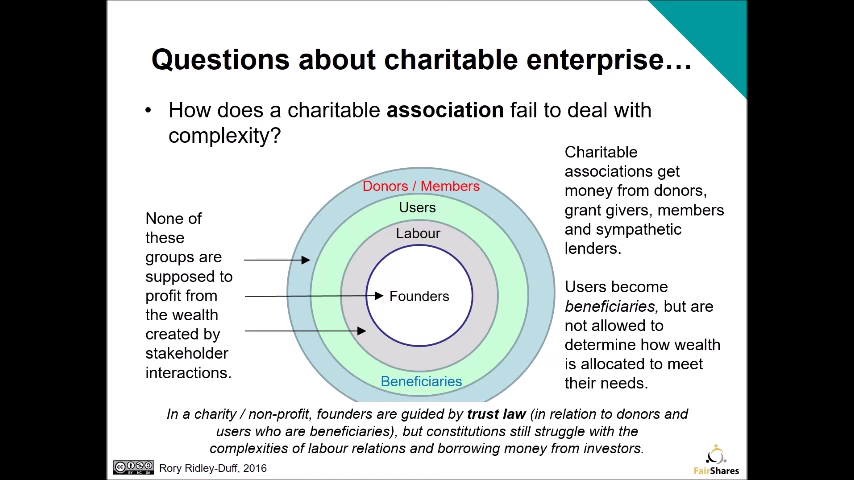 Questions about charitable enterprise…
• How does a charitable association fail to deal with
complexity?
Charitable
associations get
money from donors,
grant givers, members
and sympathetic
lenders.
Donors / Members
Users
Labour
Founders
Beneficiaries
None of
these
groups are
supposed to
profit from
the wealth
created by
stakeholder
interactions.
Users become
beneficiaries, but are
not allowed to
determine how wealth
is allocated to meet
their needs.
In a charity / non-profit, founders are guided by trust law (in relation to donors and
users who are beneficiaries), but constitutions still struggle with the
complexities of labour relations and borrowing money from investors.
Rory Ridley-Duff, 2016
FairShares